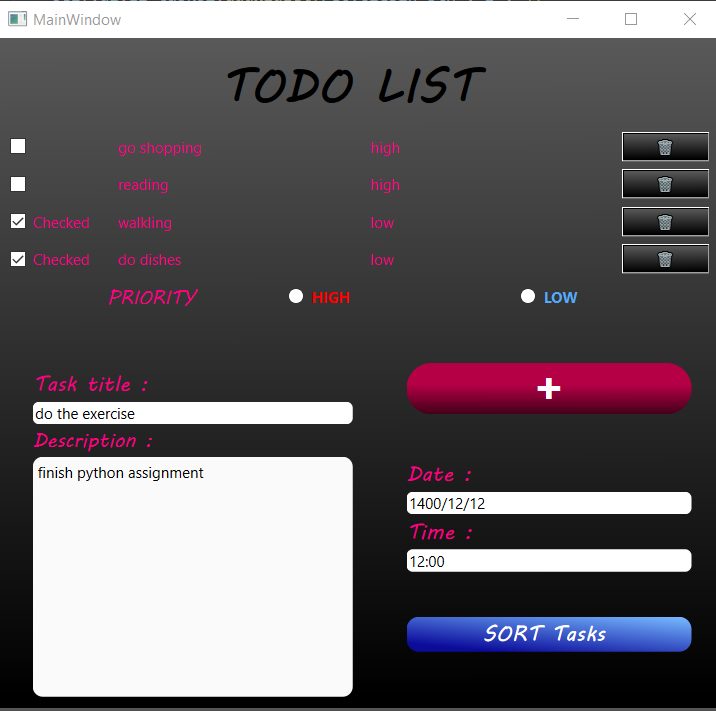 MainWindow
TODO LIST
go shopping high
reading high
Checked walkling low
Checked do dishes low
PRIORITY HIGH LOW
Task title :
do the exercise
Description :
finish python assignment
+
Date :
1400/12/12
Time :
12:00
SORT Tasks